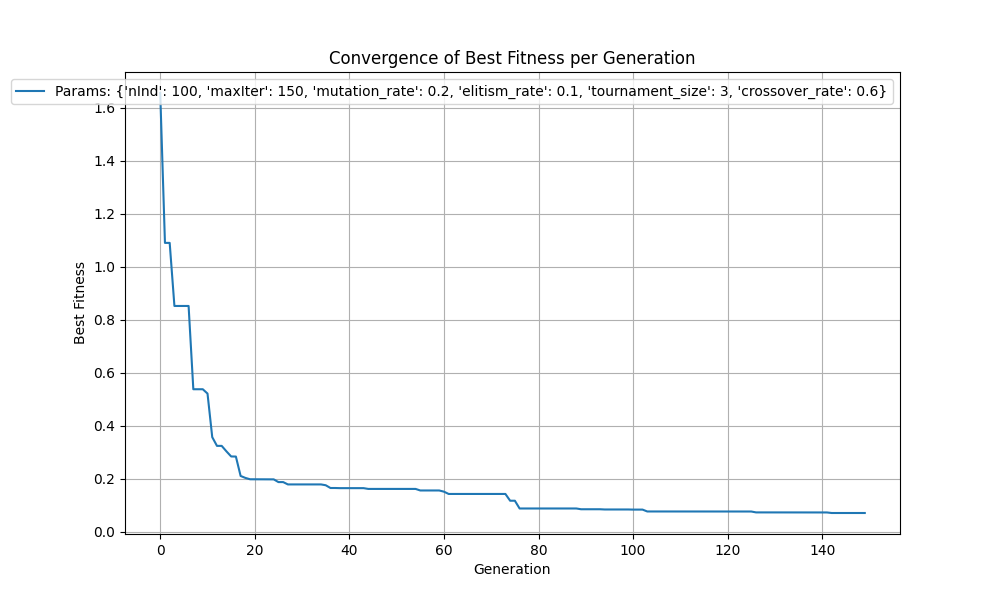 Convergence of Best Fitness per Generation
Params: {'nInd': 100, 'maxIter': 150, 'mutation_rate': 0.2, 'elitism_rate': 0.1, 'tournament_size': 3, 'crossover_rate': 0.6}
1.6
1.4
1.2
1.0
0.8
0.6
0.4
0.2
0.0
Best Fitness
0 20 40 60 80 100 120 140
Generation